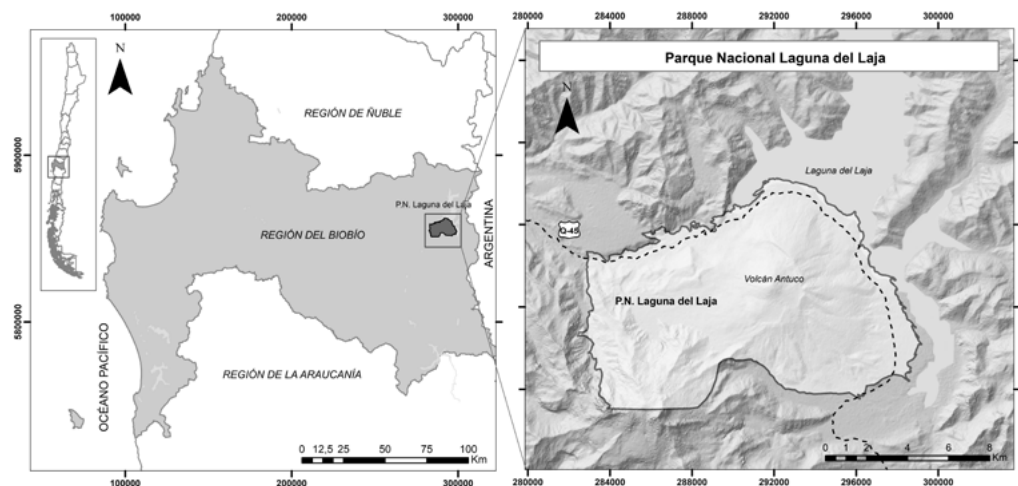 100000 200000 300000
N
REGIÓN DE ÑUBLE
5900000
P.N. Laguna del Laja
REGIÓN DEL BIOBÍO
ARGENTINA
5800000
OCÉANO PACÍFICO
REGIÓN DE LA ARAUCANÍA
0 12,5 25 50 75 100
Km
100000 200000 300000
280000 284000 288000 292000 296000 300000
Parque Nacional Laguna del Laja
N
Laguna del Laja
Q-45
Volcán Antuco
P.N. Laguna del Laja
0 1 2 4 6 8
Km
280000 284000 288000 292000 296000 300000